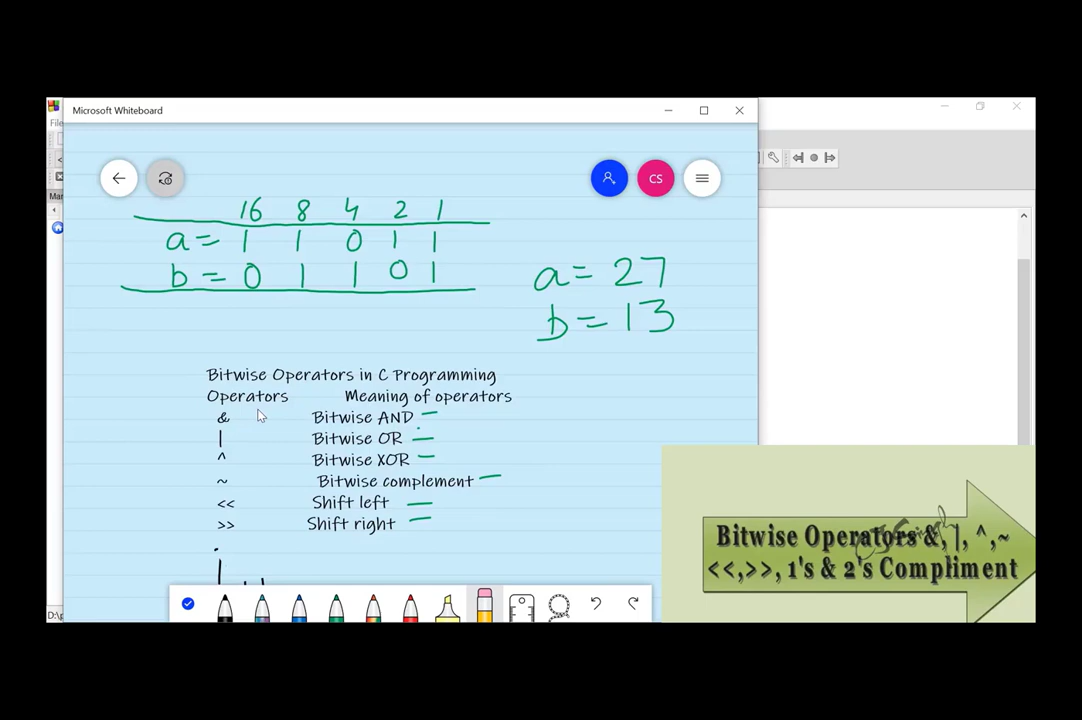 Microsoft Whiteboard
File
CS
16 8 4 2 1
a= 1 1 0 1 1
b= 0 1 1 0 1
a= 27
b= 13
Bitwise Operators in C Programming
Operators Meaning of operators
& Bitwise AND
| Bitwise OR
^ Bitwise XOR
~ Bitwise complement
<< Shift left
>> Shift right
Bitwise Operators &, |, ^,~
<<,>>, 1's & 2's Compliment
D:\p